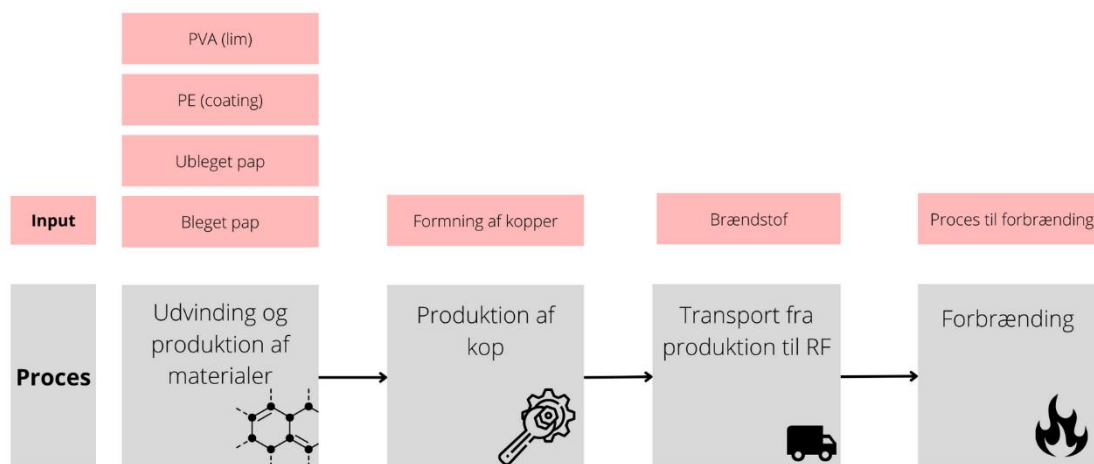 PVA (lim)
PE (coating)
Ubleget pap
Input
Bleget pap
Formning af kopper
Brændstof
Proces til forbrænding
Proces
Udvinding og
produktion af
materialer
Produktion af
kop
Transport fra
produktion til RF
Forbrænding